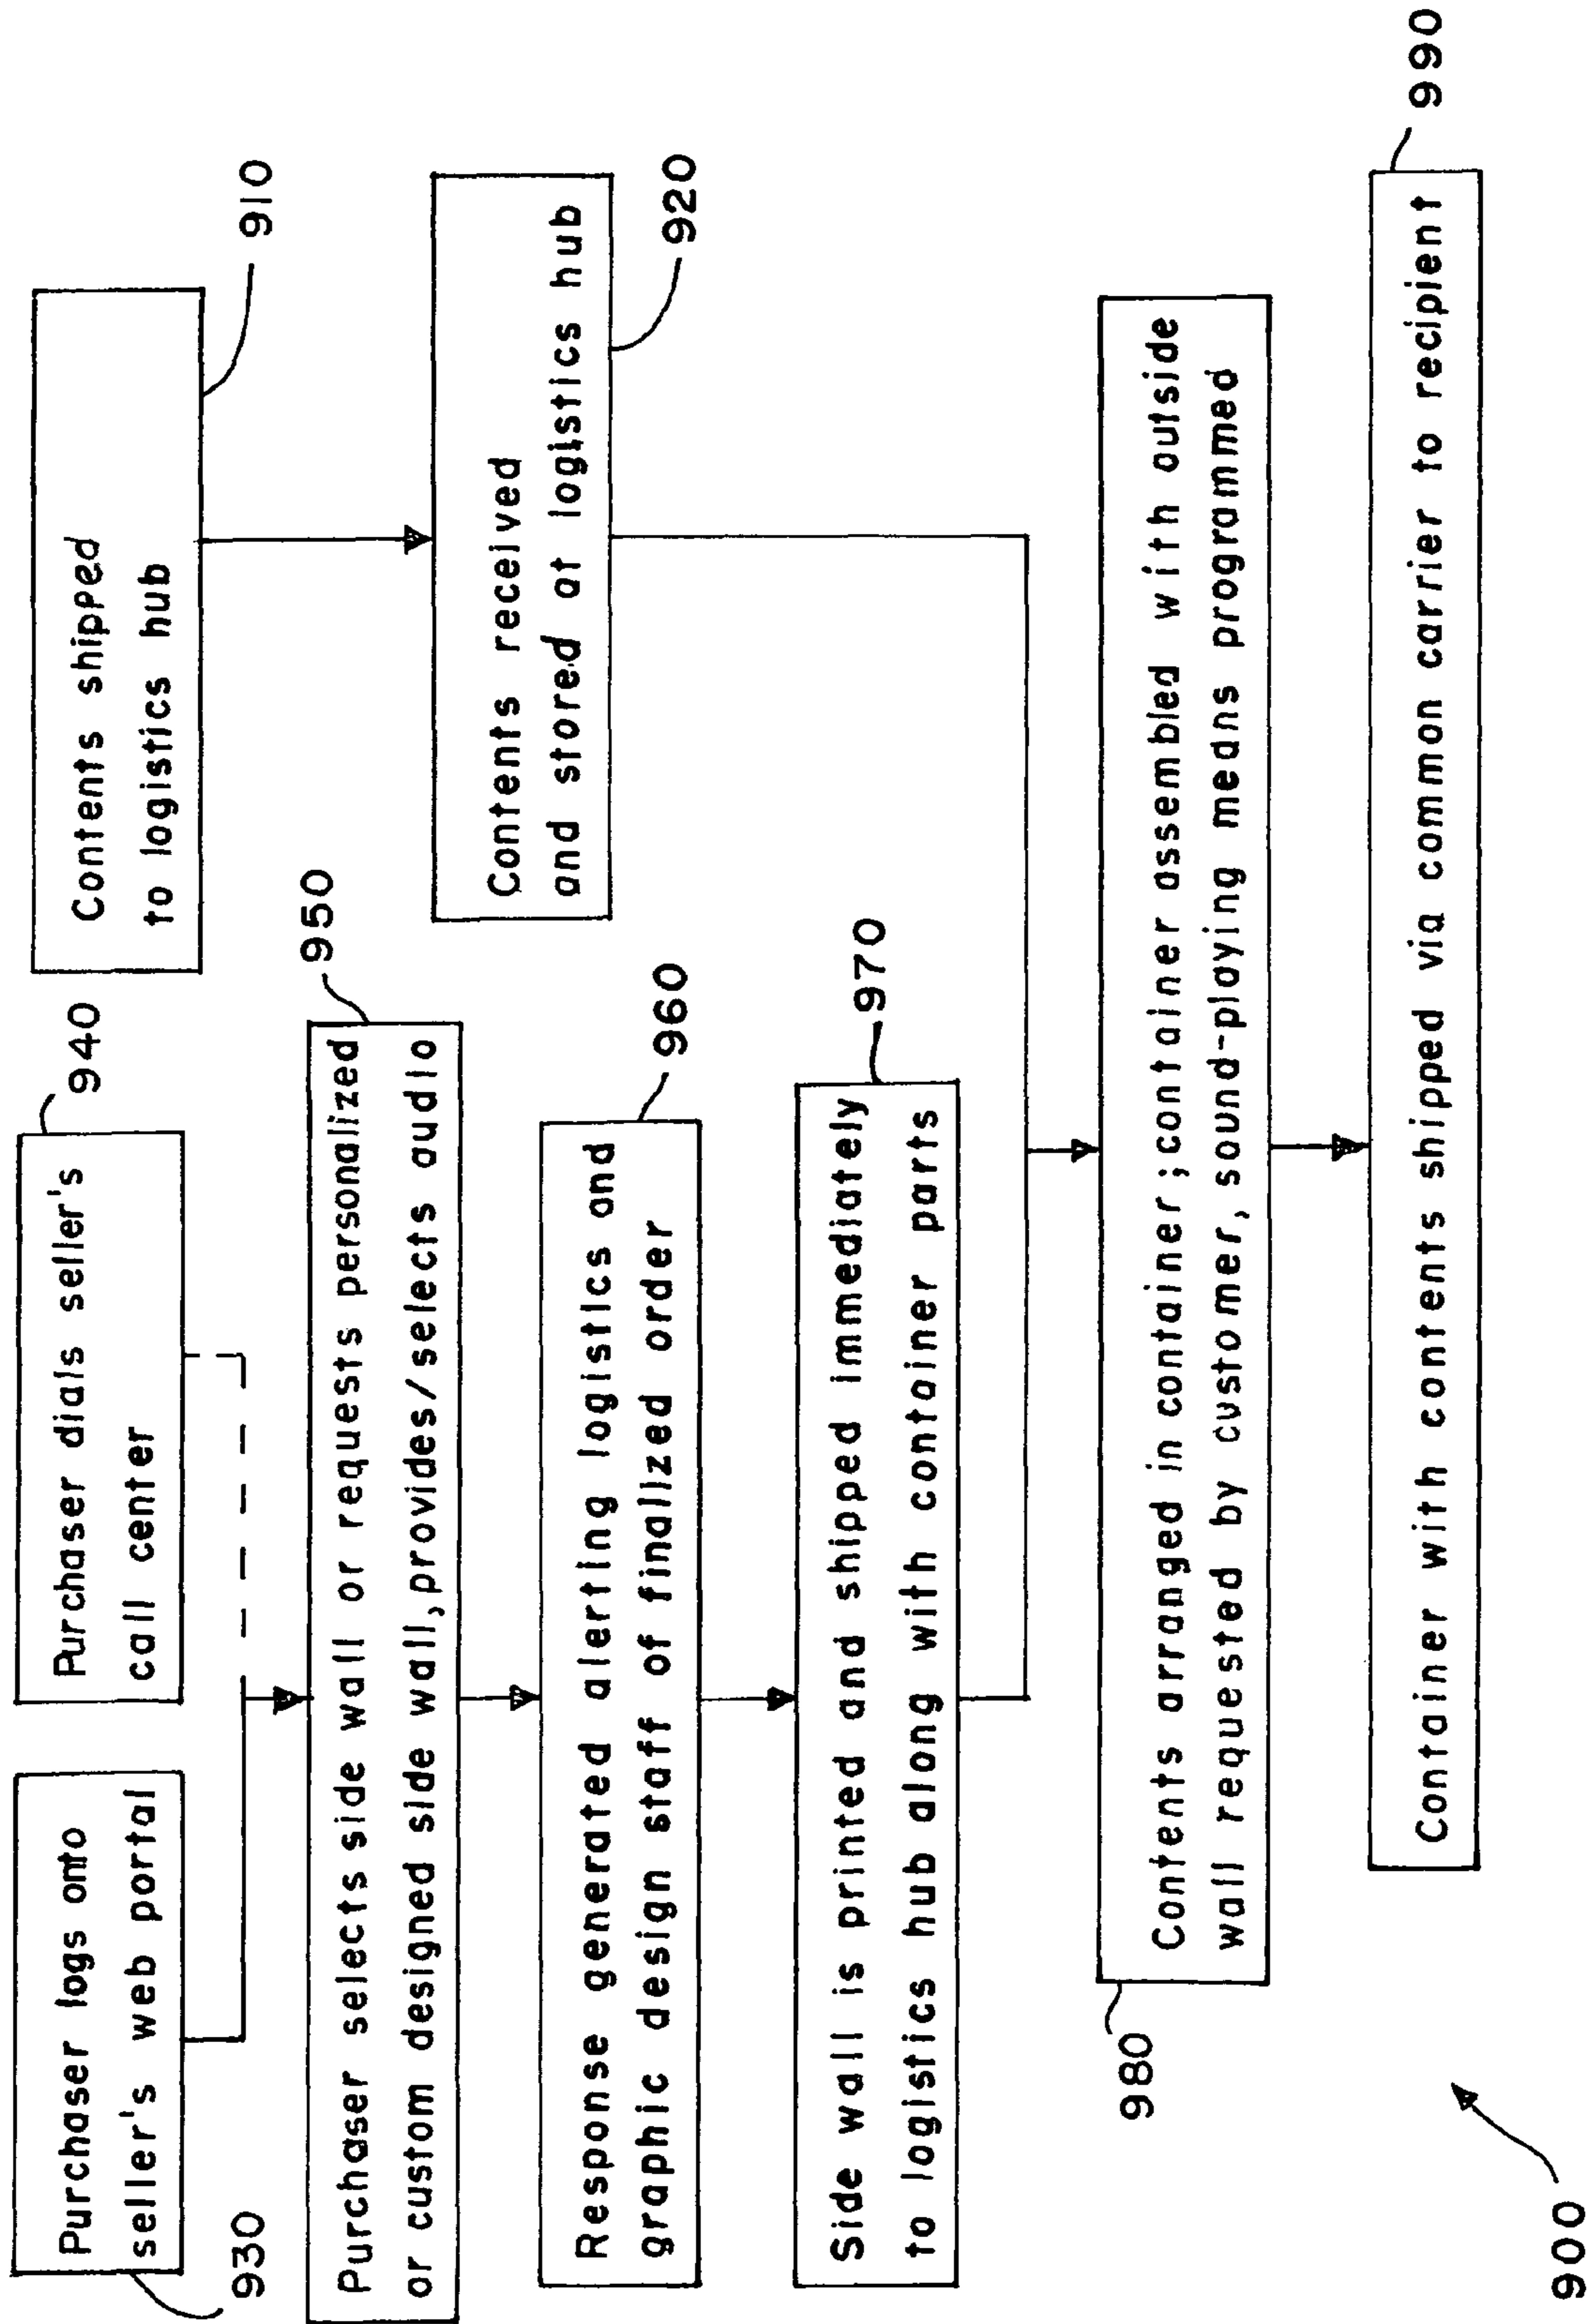 Purchaser logs onto
seller's web portal
930
Purchaser dials seller's
call center
940
Contents shipped
to logistics hub
910
Purchaser selects side wall or requests personalized
or custom designed side wall, provides/selects audio
950
Contents received
and stored at logistics hub
920
Response generated alerting logistics and
graphic design staff of finalized order
960
Side wall is printed and shipped immediately
to logistics hub along with container parts
970
Contents arranged in container; container assembled with outside
wall requested by customer, sound-playing means programmed
980
Container with contents shipped via common carrier to recipient
990
900